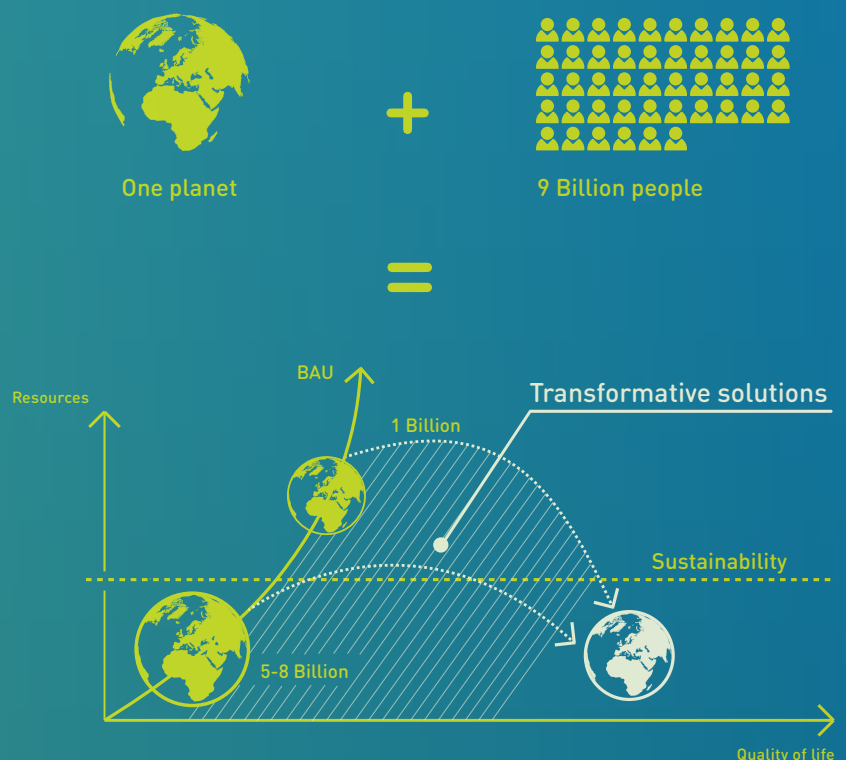 One planet
9 Billion people
BAU
Resources
Transformative solutions
1 Billion
Sustainability
5-8 Billion
Quality of life